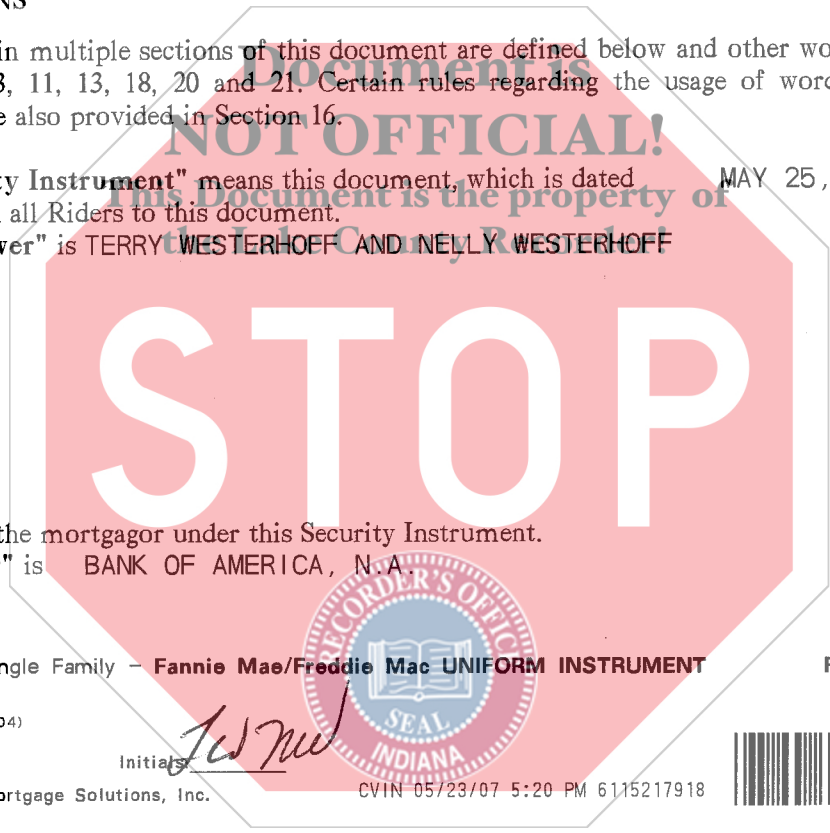 NS
in multiple sections of this document are defined below and other wo
3, 11, 13, 18, 20 and 21. Certain rules regarding the usage of word
e also provided in Section 16.
Document is
NOT OFFICIAL!
This Document is the property of
the Lake County Recorder!
ty Instrument" means this document, which is dated MAY 25,
all Riders to this document.
wer" is TERRY WESTERHOFF AND NELLY WESTERHOFF
STOP
the mortgagor under this Security Instrument.
" is BANK OF AMERICA, N.A.
RECORDER'S OFFICE
SEAL
INDIANA
ngle Family - Fannie Mae/Freddie Mac UNIFORM INSTRUMENT
04)
Initials:
ortgage Solutions, Inc.
CVIN 05/23/07 5:20 PM 6115217918